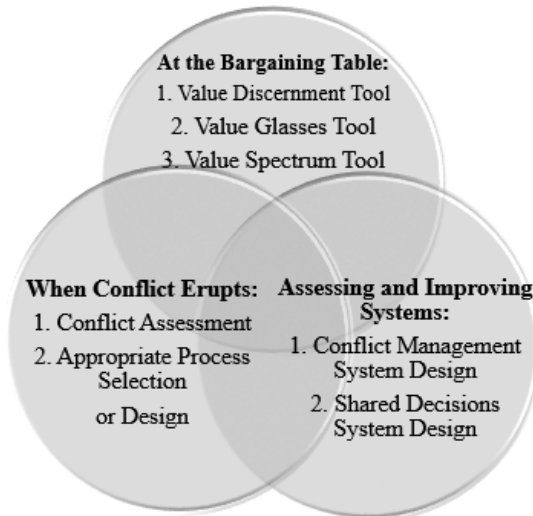 At the Bargaining Table:
1. Value Discernment Tool
2. Value Glasses Tool
3. Value Spectrum Tool
When Conflict Erupts:
1. Conflict Assessment
2. Appropriate Process
Selection
or Design
Assessing and Improving
Systems:
1. Conflict Management
System Design
2. Shared Decisions
System Design